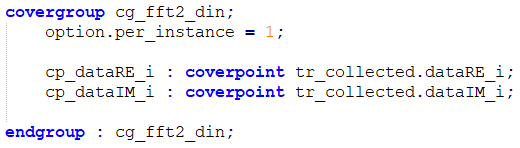 covergroup cg_fft2_din;
    option.per_instance = 1;

    cp_dataRE_i : coverpoint tr_collected.dataRE_i;
    cp_dataIM_i : coverpoint tr_collected.dataIM_i;

endgroup : cg_fft2_din;